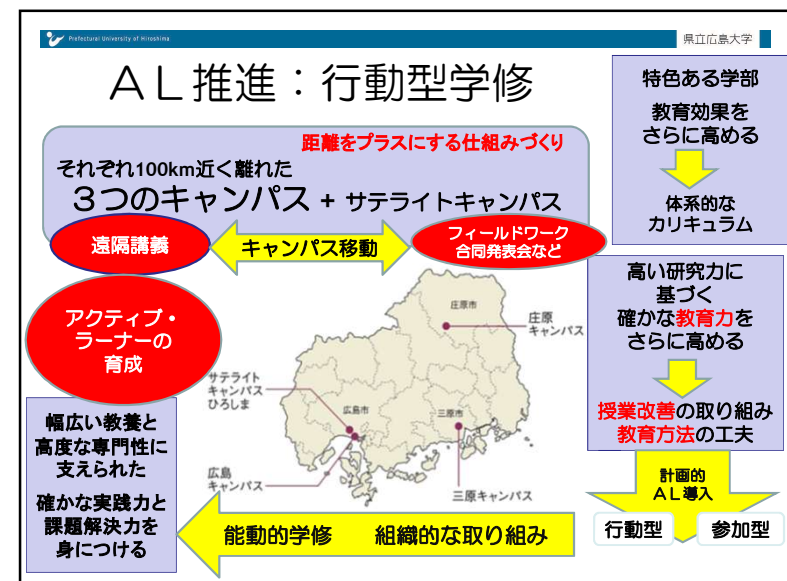 Prefectural University of Hiroshima
県立広島大学
ＡＬ推進：行動型学修
距離をプラスにする仕組みづくり
それぞれ100km近く離れた
３つのキャンパス + サテライトキャンパス
遠隔講義
キャンパス移動
フィールドワーク
合同発表会など
特色ある学部
教育効果を
さらに高める
体系的な
カリキュラム
高い研究力に
基づく
確かな教育力を
さらに高める
授業改善の取り組み
教育方法の工夫
計画的
ＡＬ導入
行動型
参加型
アクティブ・
ラーナーの
育成
庄原市
庄原
キャンパス
サテライト
キャンパス
ひろしま
広島市
三原市
広島
キャンパス
三原キャンパス
幅広い教養と
高度な専門性に
支えられた
確かな実践力と
課題解決力を
身につける
能動的学修　組織的な取り組み